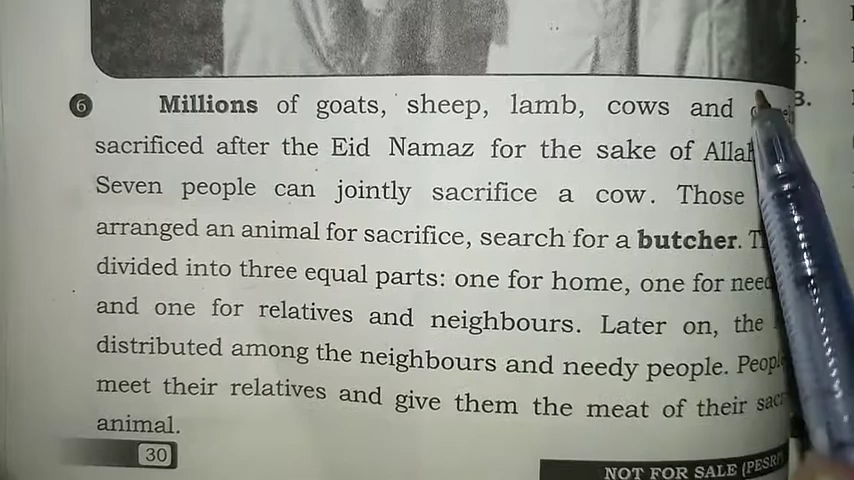 6 Millions of goats, sheep, lamb, cows and
sacrificed after the Eid Namaz for the sake of
Seven people can jointly sacrifice a cow. Those
arranged an animal for sacrifice, search for a butcher.
divided into three equal parts: one for home, one for
and one for relatives and neighbours. Later on, the
distributed among the neighbours and needy people.
meet their relatives and give them the meat of their
animal.
30
NOT FOR SALE
5.
3.